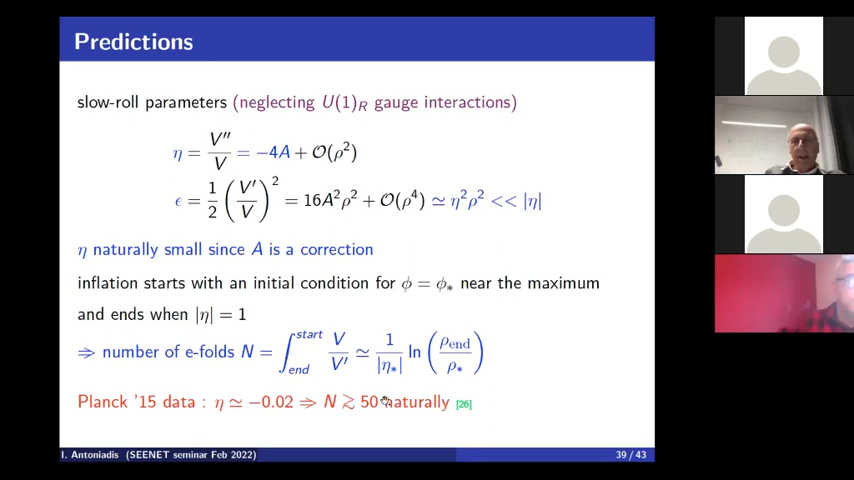 Predictions
slow-roll parameters (neglecting U(1)_R gauge interactions)
η = V''/V = −4A + O(ρ²)
ϵ = 1/2 (V'/V)² = 16A²ρ² + O(ρ⁴) ≃ η²ρ² << |η|
η naturally small since A is a correction
inflation starts with an initial condition for ϕ = ϕ* near the maximum
and ends when |η| = 1
⇒ number of e-folds N = ∫_end^start V/V' ≃ 1/|η*| ln (ρ_end/ρ*)
Planck '15 data : η ≃ −0.02 ⇒ N ≳ 50 naturally [26]
I. Antoniadis (SEENET seminar Feb 2022)
39 / 43